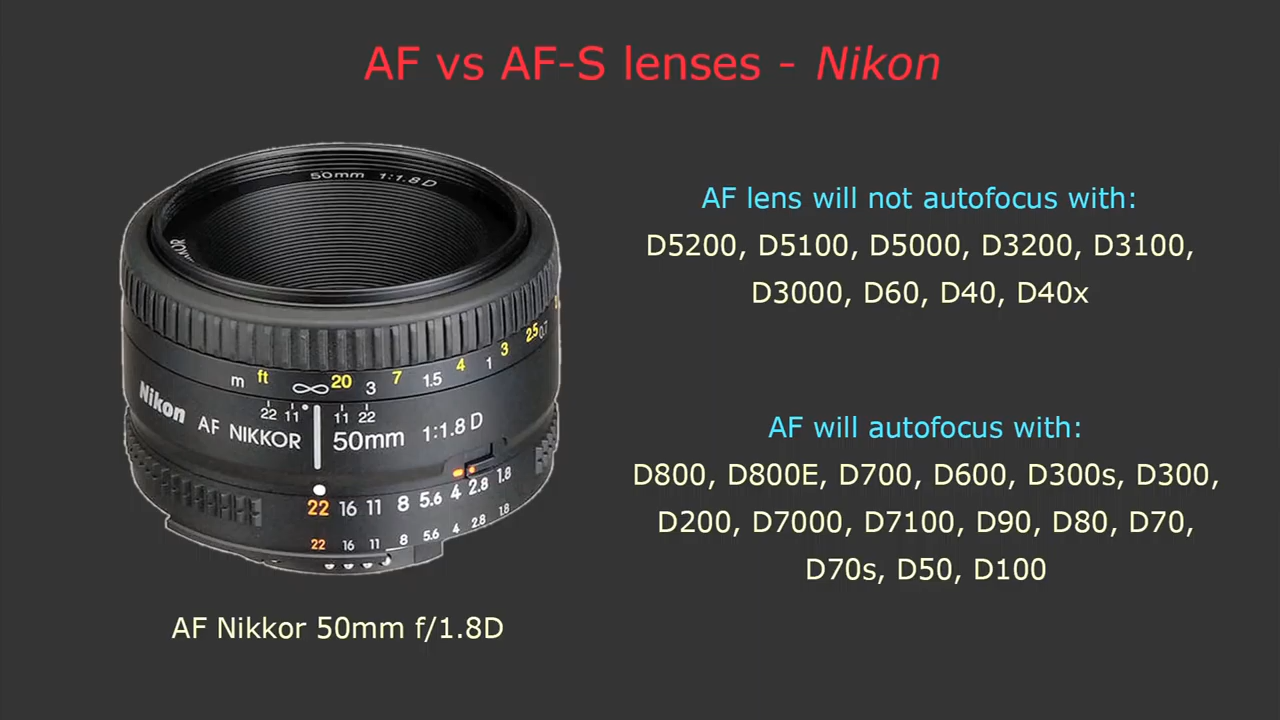 AF vs AF-S lenses - Nikon
50mm 1:1.8 D
AF lens will not autofocus with:
D5200, D5100, D5000, D3200, D3100,
D3000, D60, D40, D40x
m ft ∞ 20 3 7 1.5 4 1 3 2.5 0.7
22 11 11 22
Nikon
AF NIKKOR 50mm 1:1.8 D
22 16 11 8 5.6 4 2.8 1.8
22 16 11 8 5.6 4 2.8 1.8
AF will autofocus with:
D800, D800E, D700, D600, D300s, D300,
D200, D7000, D7100, D90, D80, D70,
D70s, D50, D100
AF Nikkor 50mm f/1.8D